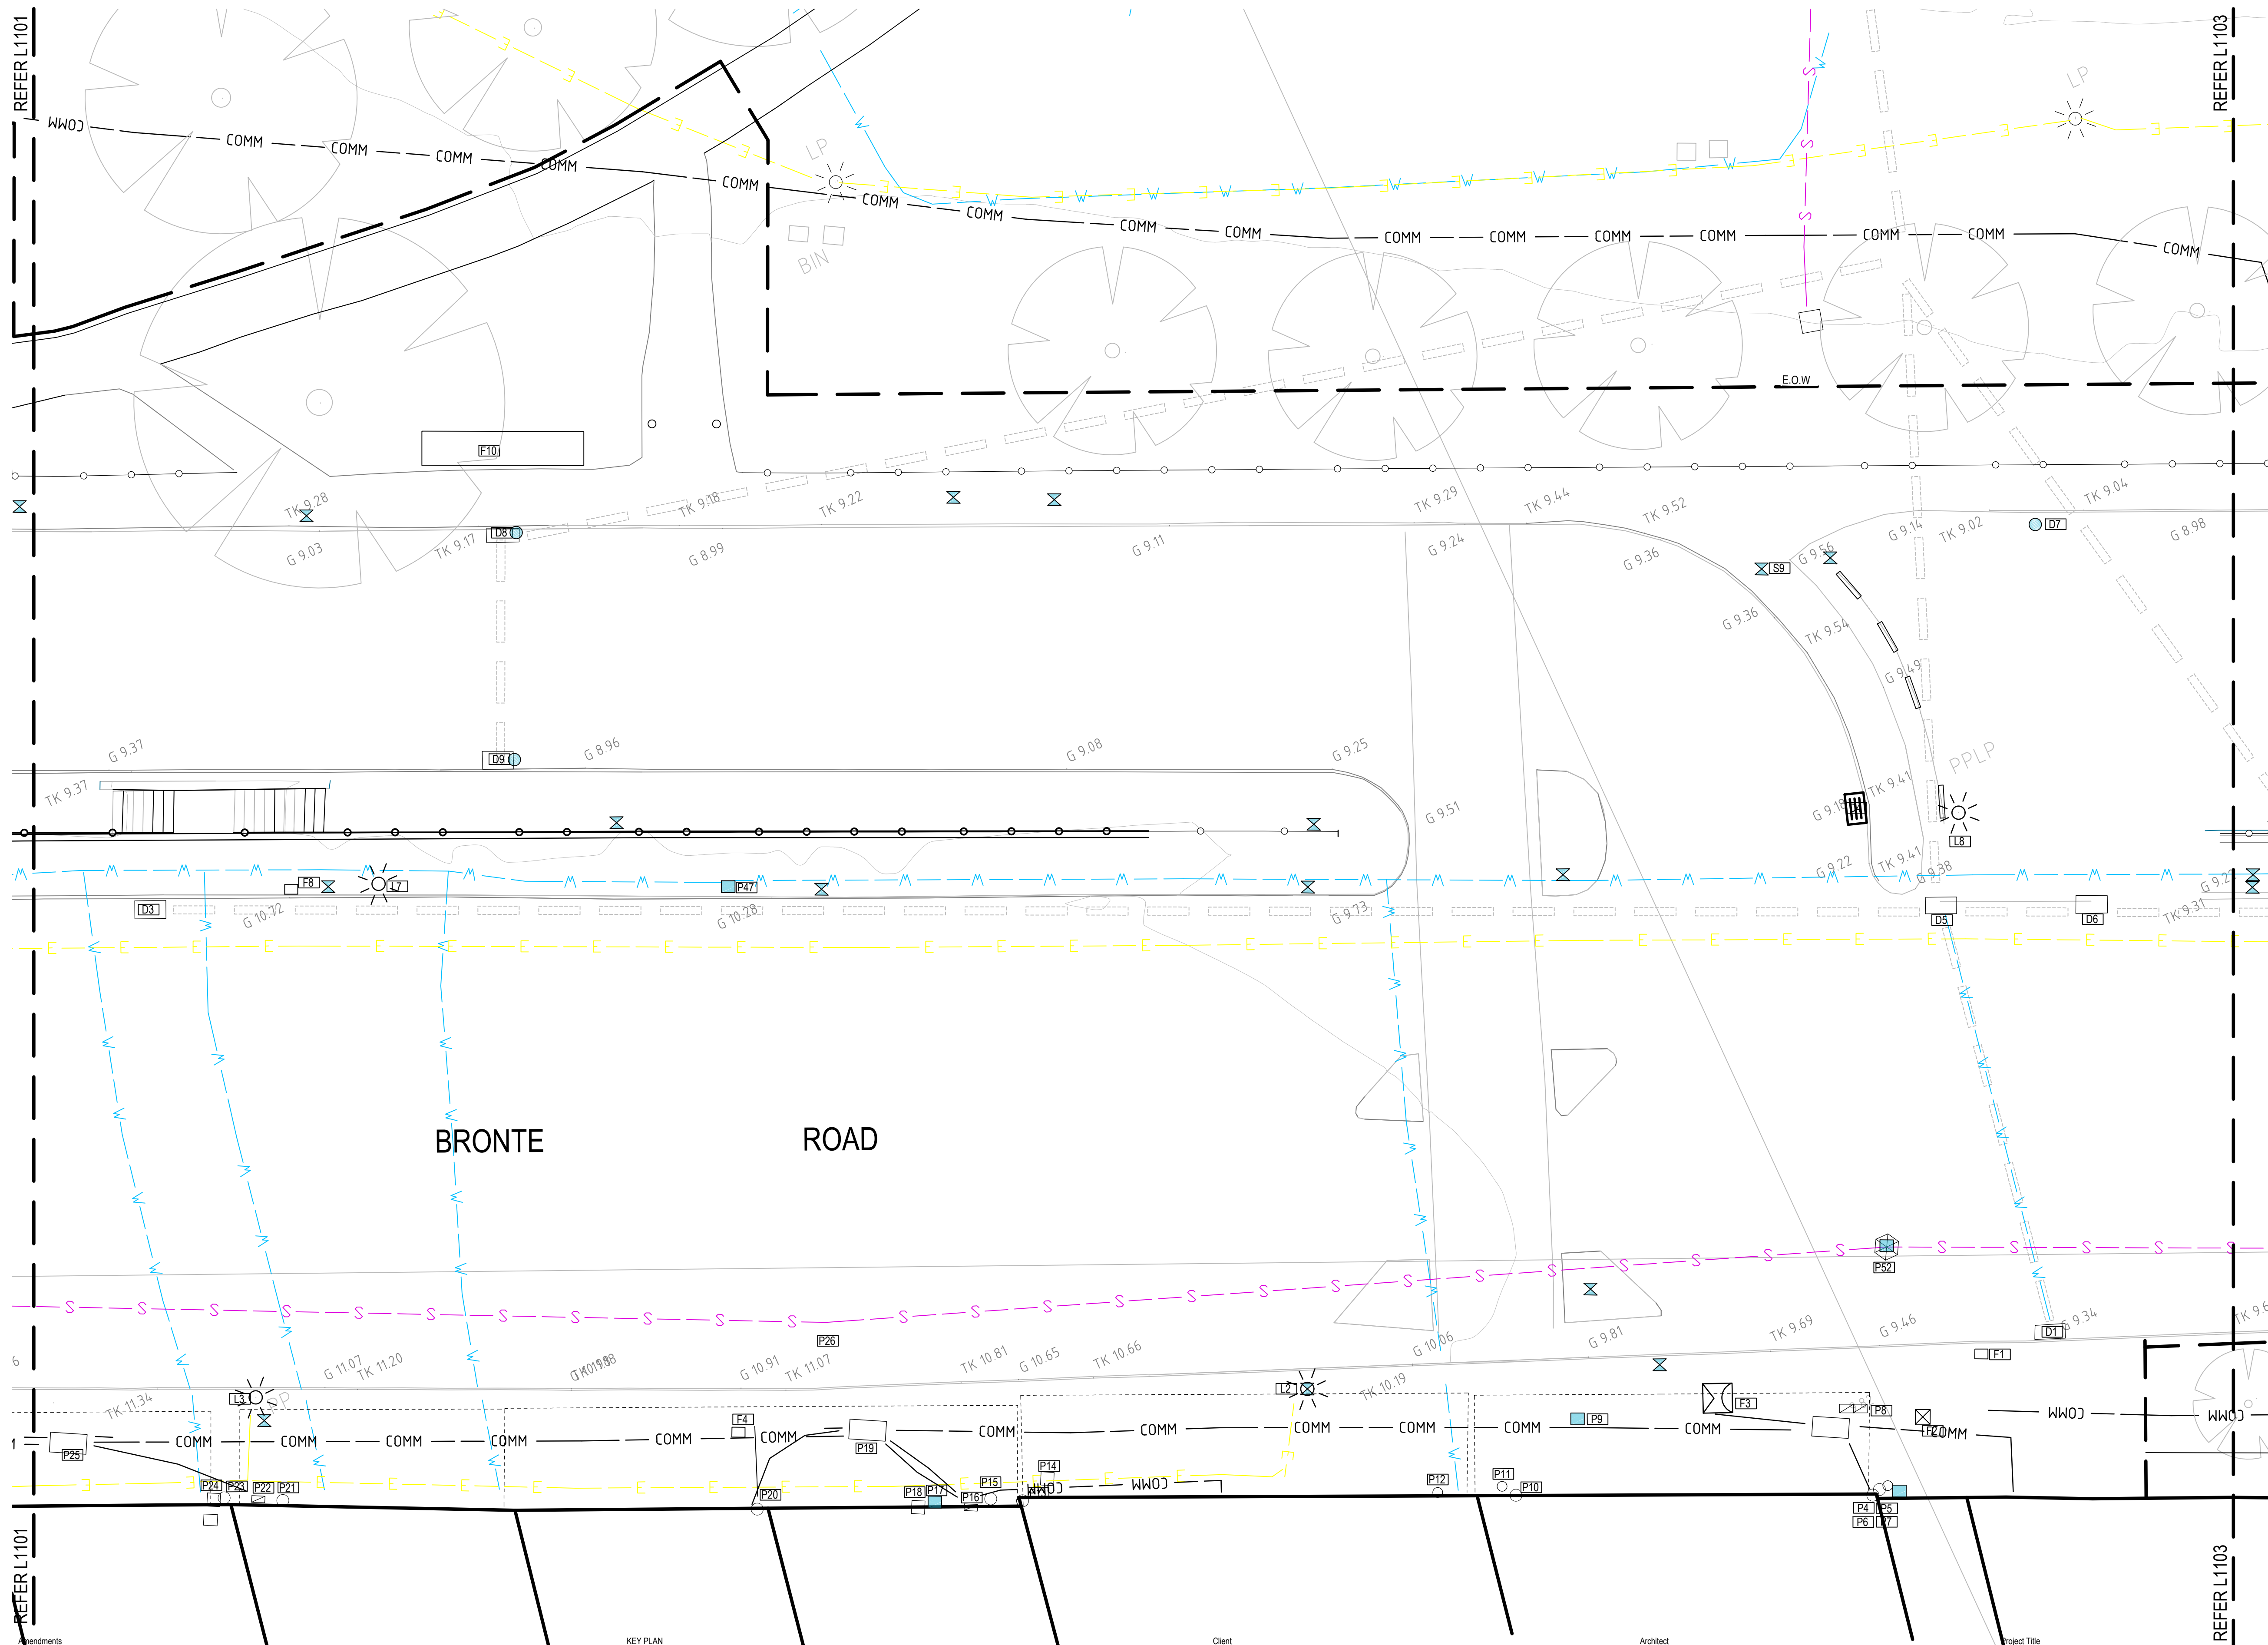 REFER L1101
REFER L1103
LP
COMM
COMM COMM COMM COMM COMM
LP
COMM COMM COMM COMM COMM COMM COMM COMM COMM COMM COMM
BIN
E.O.W
F10
TK 9.28
TK 9.18
TK 9.22
TK 9.29
TK 9.44
TK 9.52
TK 9.04
D8
D7
G 9.03
TK 9.17
G 8.99
G 9.11
G 9.24
G 9.36
G 9.56
G 9.14
TK 9.02
G 8.98
S9
G 9.36
TK 9.54
G 9.49
G 9.37
D9
G 8.96
G 9.08
G 9.25
PPLP
TK 9.37
G 9.51
G 9.18
TK 9.41
L8
F8
L7
P47
G 9.22
TK 9.41
G 9.38
D3
G 10.72
G 10.28
G 9.73
D5
D6
TK 9.31
E E E E E E E E E E E E E E E E E E E E E E E E E E E
BRONTE ROAD
P52
S S S S S S S S S S S S S S S S S S S S S S S S S S S
P26
D1
G 9.34
G 11.07
TK 11.20
G 10.91
TK 11.07
TK 10.81
G 10.65
TK 10.66
G 10.06
G 9.81
TK 9.69
G 9.46
F1
TK 11.34
L3
L2
TK 10.19
F4
P9
F3
P8
COMM COMM COMM COMM COMM COMM COMM COMM COMM COMM COMM COMM COMM COMM COMM
P25
P19
P24 P23 P22 P21
P20
P18 P17 P16 P15 P14
COMM COMM
P12
P11
P10
P4 P5
P6 P7
REFER L1101
REFER L1103
Amendments
KEY PLAN
Client
Architect
Project Title